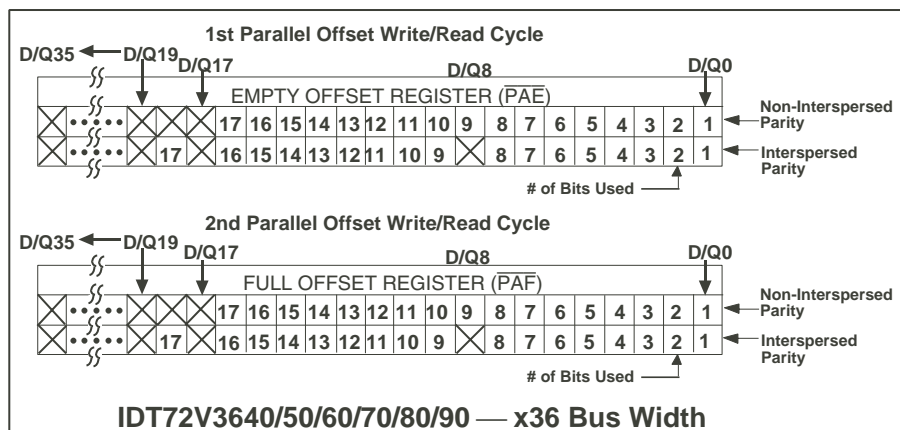 1st Parallel Offset Write/Read Cycle
D/Q35 D/Q19 D/Q17 D/Q8 D/Q0
EMPTY OFFSET REGISTER (PAE)
17 16 15 14 13 12 11 10 9 8 7 6 5 4 3 2 1 Non-Interspersed Parity
17 16 15 14 13 12 11 10 9 8 7 6 5 4 3 2 1 Interspersed Parity
# of Bits Used
2nd Parallel Offset Write/Read Cycle
D/Q35 D/Q19 D/Q17 D/Q8 D/Q0
FULL OFFSET REGISTER (PAF)
17 16 15 14 13 12 11 10 9 8 7 6 5 4 3 2 1 Non-Interspersed Parity
17 16 15 14 13 12 11 10 9 8 7 6 5 4 3 2 1 Interspersed Parity
# of Bits Used
IDT72V3640/50/60/70/80/90 — x36 Bus Width